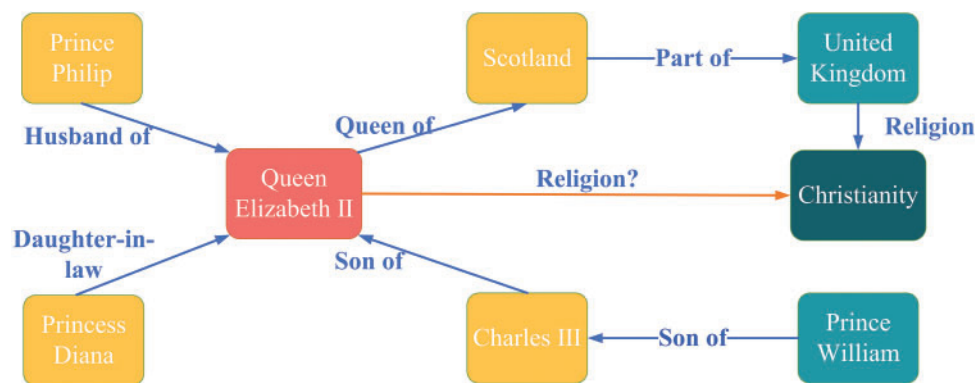 Prince
Philip
Scotland
Part of
United
Kingdom
Husband of
Queen of
Religion
Queen
Elizabeth II
Religion?
Christianity
Daughter-in-
law
Son of
Princess
Diana
Charles III
Son of
Prince
William